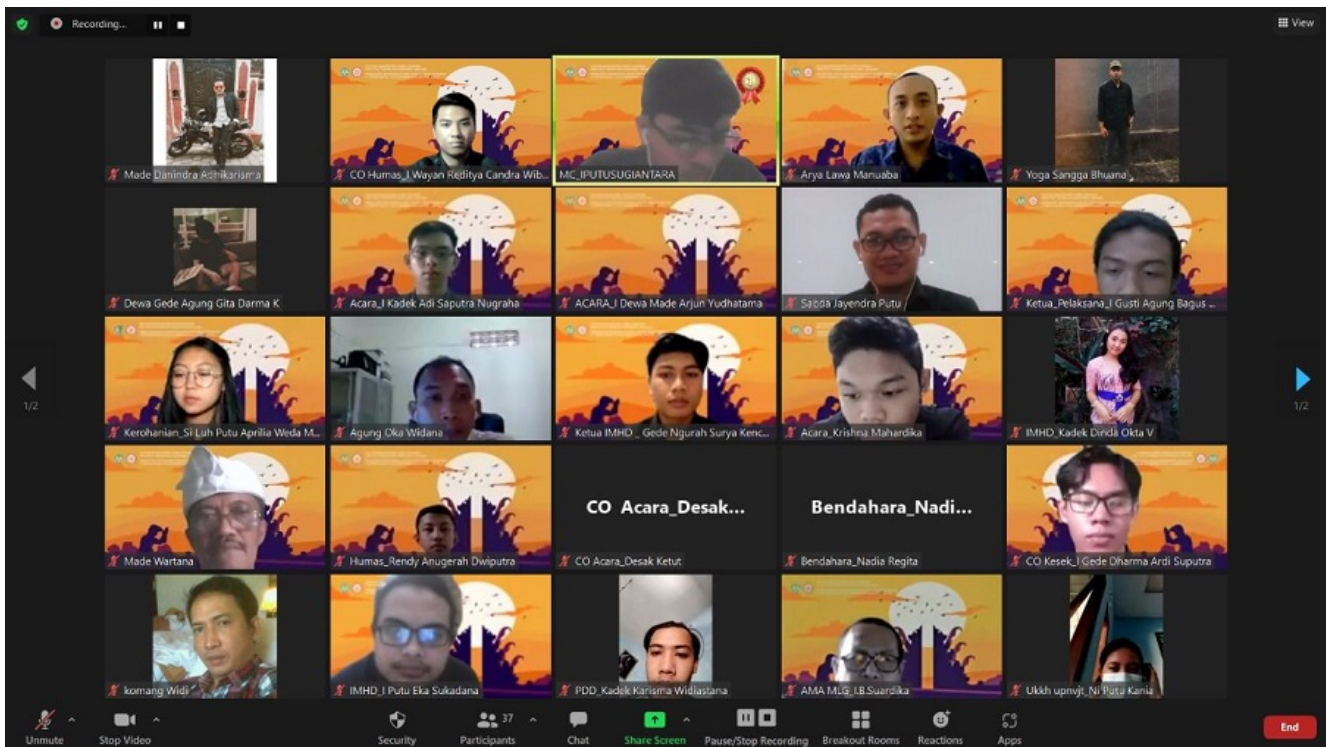 Recording...
View
Made Danindra Adhikarisma
CO Humas_I Wayan Reditya Candra Wib...
MC_IPUTUSUGIANTARA
Arya Lawa Manuaba
Yoga Sangga Bhuana
Dewa Gede Agung Gita Darma K
Acara_I Kadek Adi Saputra Nugraha
ACARA_I Dewa Made Arjun Yudhatama
Sabda Jayendra Putu
Ketua_Pelaksana_I Gusti Agung Bagus ...
1/2
1/2
Kerohanian_Si Luh Putu Aprilia Weda M...
Agung Oka Widana
Ketua IMHD _ Gede Ngurah Surya Kenc...
Acara_Krishna Mahardika
IMHD_Kadek Dinda Okta V
CO Acara_Desak...
Bendahara_Nadi...
Made Wartana
Humas_Rendy Anugerah Dwiputra
CO Acara_Desak Ketut
Bendahara_Nadia Regita
CO Kesek_I Gede Dharma Ardi Suputra
komang Widi
IMHD_I Putu Eka Sukadana
PDD_Kadek Karisma Widiastana
AMA MLG_I.B.Suardika
Ukkh upnvjt_Ni Putu Kania
Unmute
Stop Video
Security
Participants
37
Chat
Share Screen
Pause/Stop Recording
Breakout Rooms
Reactions
Apps
End